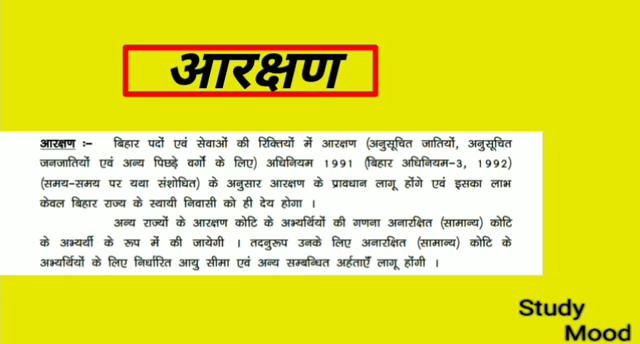 आरक्षण
आरक्षण :- बिहार पदों एवं सेवाओं की रिक्तियों में आरक्षण (अनुसूचित जातियों, अनुसूचित
जनजातियों एवं अन्य पिछड़े वर्गो के लिए) अधिनियम 1991 (बिहार अधिनियम-3, 1992)
(समय-समय पर यथा संशोधित) के अनुसार आरक्षण के प्रावधान लागू होंगे एवं इसका लाभ
केवल बिहार राज्य के स्थायी निवासी को ही देय होगा ।
अन्य राज्यों के आरक्षण कोटि के अभ्यर्थियों की गणना अनारक्षित (सामान्य) कोटि
के अभ्यर्थी के रूप में की जायेगी । तदनुरूप उनके लिए अनारक्षित (सामान्य) कोटि के
अभ्यर्थियों के लिए निर्धारित आयु सीमा एवं अन्य सम्बन्धित अर्हताएँ लागू होंगी ।
Study
Mood